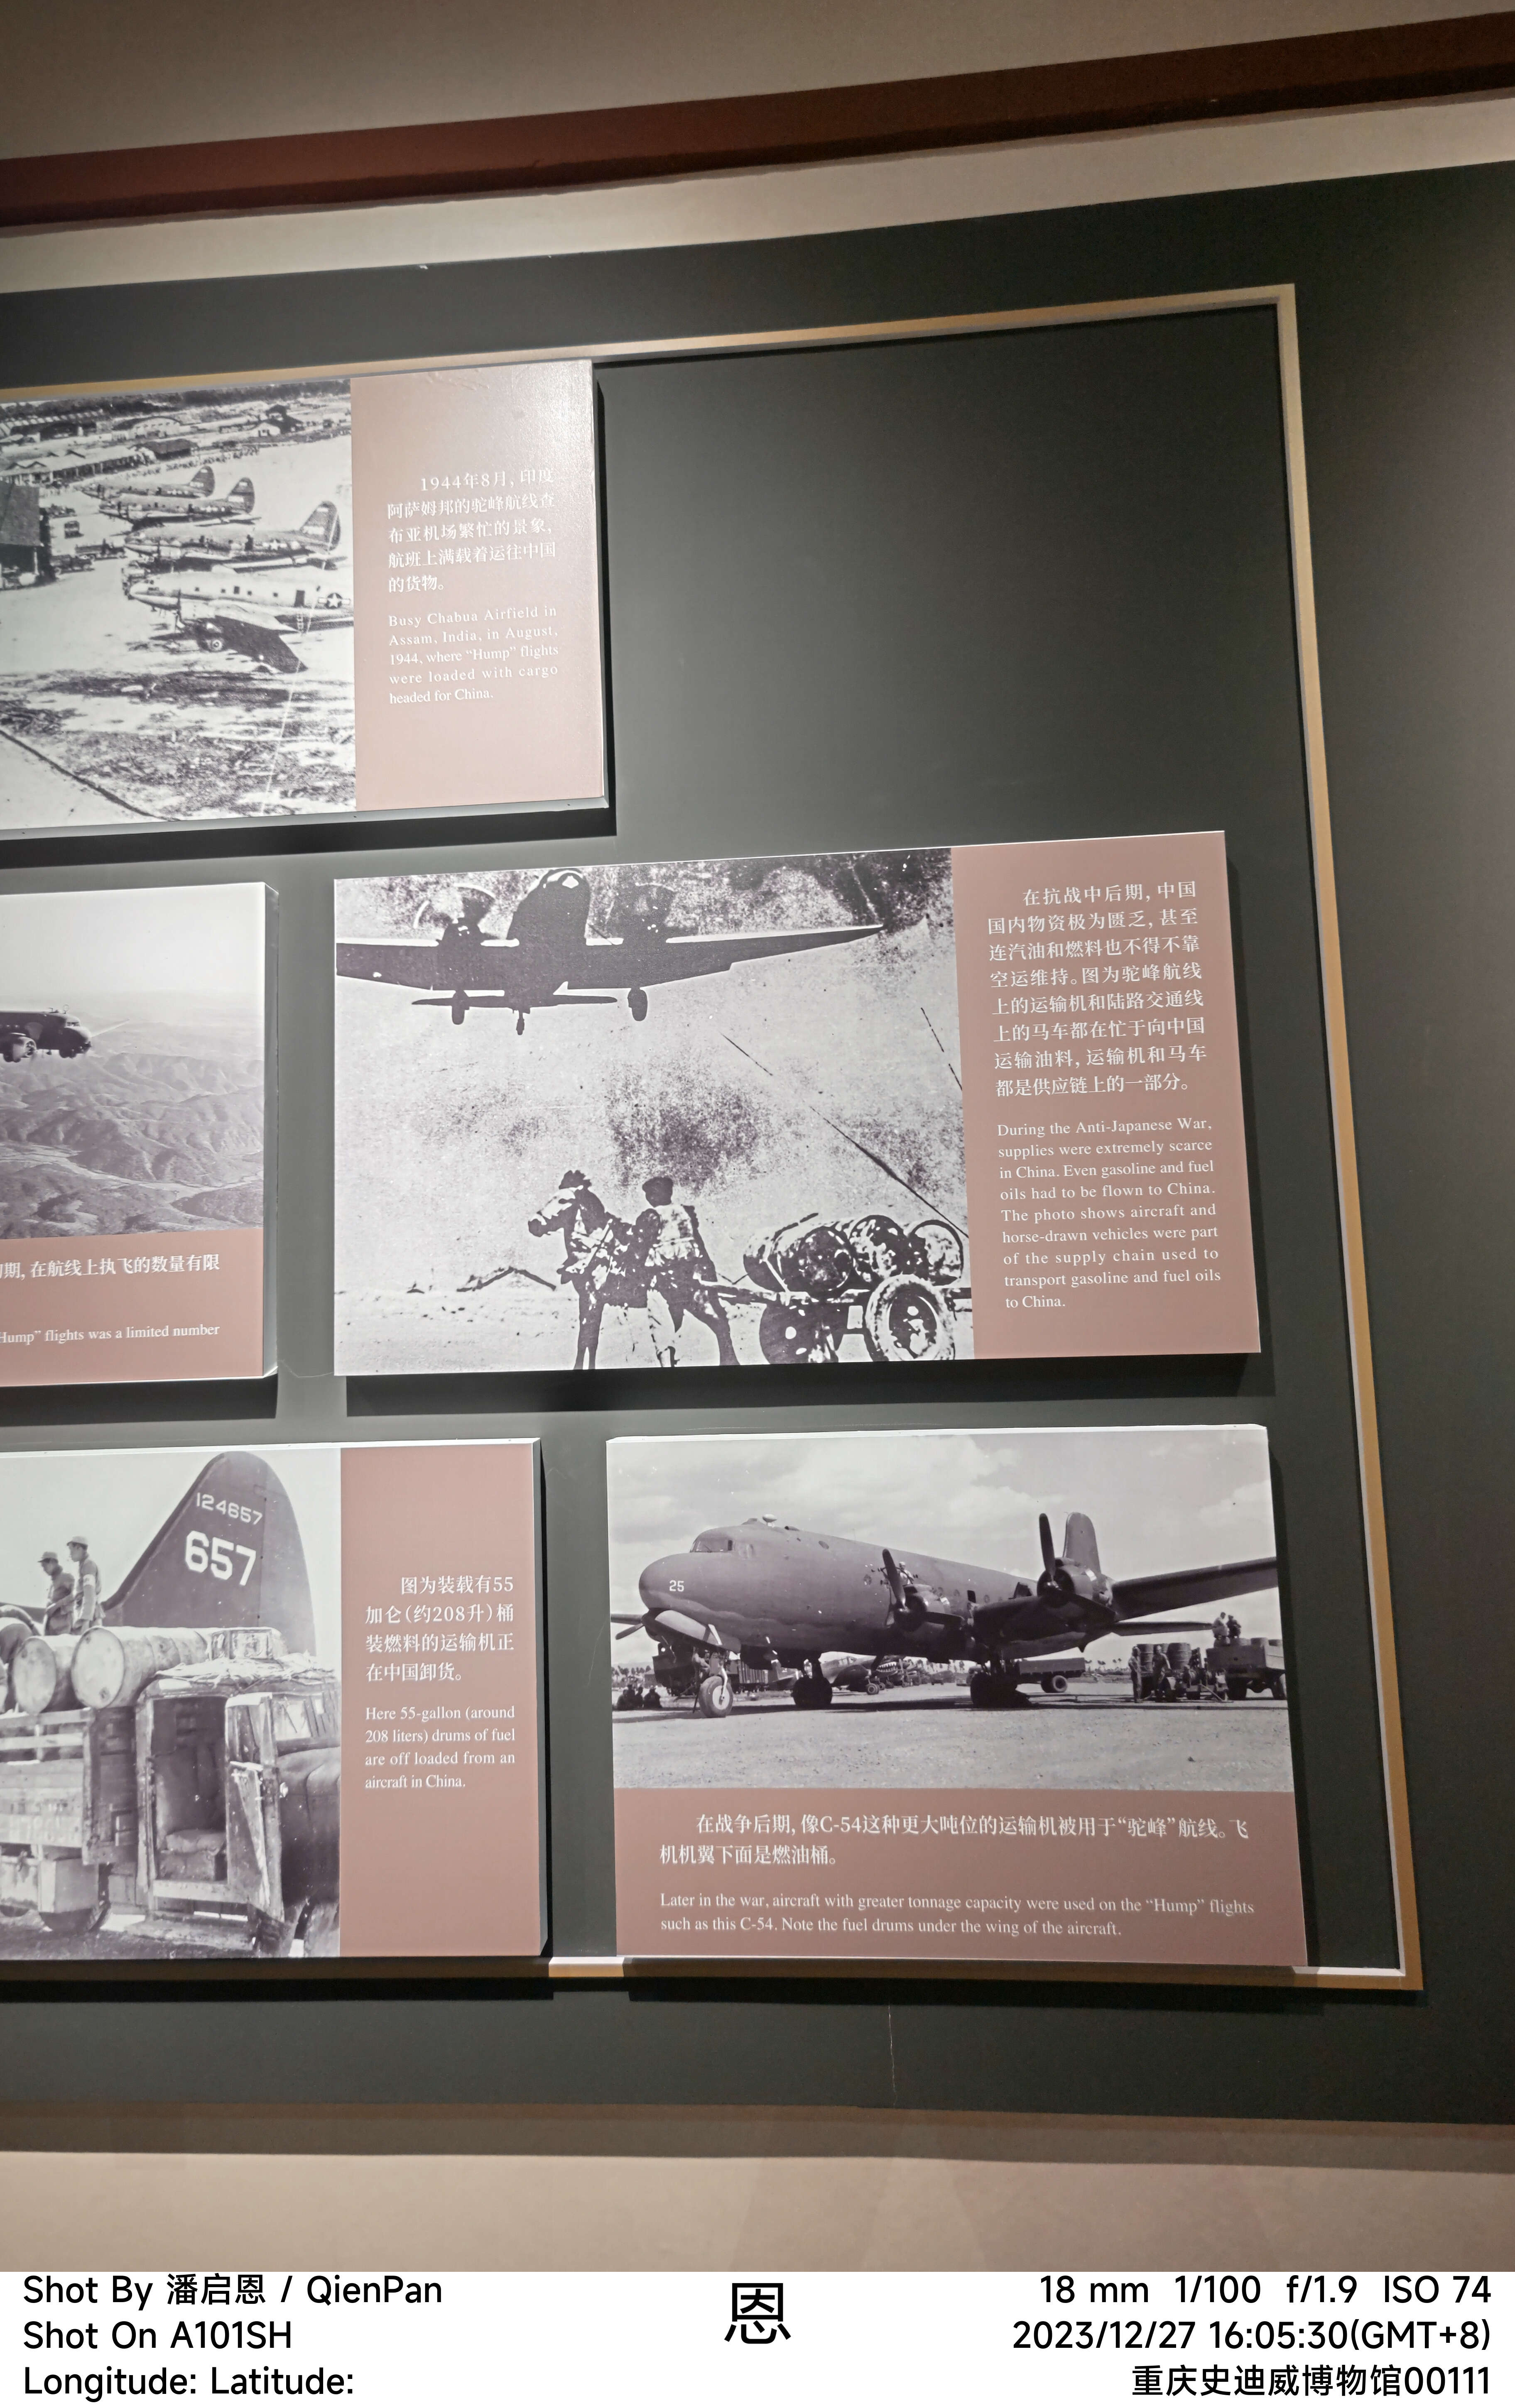 1944年8月，印度
阿萨姆邦的驼峰航线查
布亚机场繁忙的景象，
航班上满载着运往中国
的货物。
Busy Chabua Airfield in
Assam, India, in August,
1944, where “Hump” flights
were loaded with cargo
headed for China.
期，在航线上执飞的数量有限
Hump” flights was a limited number
在抗战中后期，中国
国内物资极为匮乏，甚至
连汽油和燃料也不得不靠
空运维持。图为驼峰航线
上的运输机和陆路交通线
上的马车都在忙于向中国
运输油料，运输机和马车
都是供应链上的一部分。
During the Anti-Japanese War,
supplies were extremely scarce
in China. Even gasoline and fuel
oils had to be flown to China.
The photo shows aircraft and
horse-drawn vehicles were part
of the supply chain used to
transport gasoline and fuel oils
to China.
124657
657
图为装载有55
加仑（约208升）桶
装燃料的运输机正
在中国卸货。
Here 55-gallon (around
208 liters) drums of fuel
are off loaded from an
aircraft in China.
25
在战争后期，像C-54这种更大吨位的运输机被用于“驼峰”航线。飞
机机翼下面是燃油桶。
Later in the war, aircraft with greater tonnage capacity were used on the “Hump” flights
such as this C-54. Note the fuel drums under the wing of the aircraft.
Shot By 潘启恩 / QienPan
Shot On A101SH
Longitude: Latitude:
恩
18 mm 1/100 f/1.9 ISO 74
2023/12/27 16:05:30(GMT+8)
重庆史迪威博物馆00111